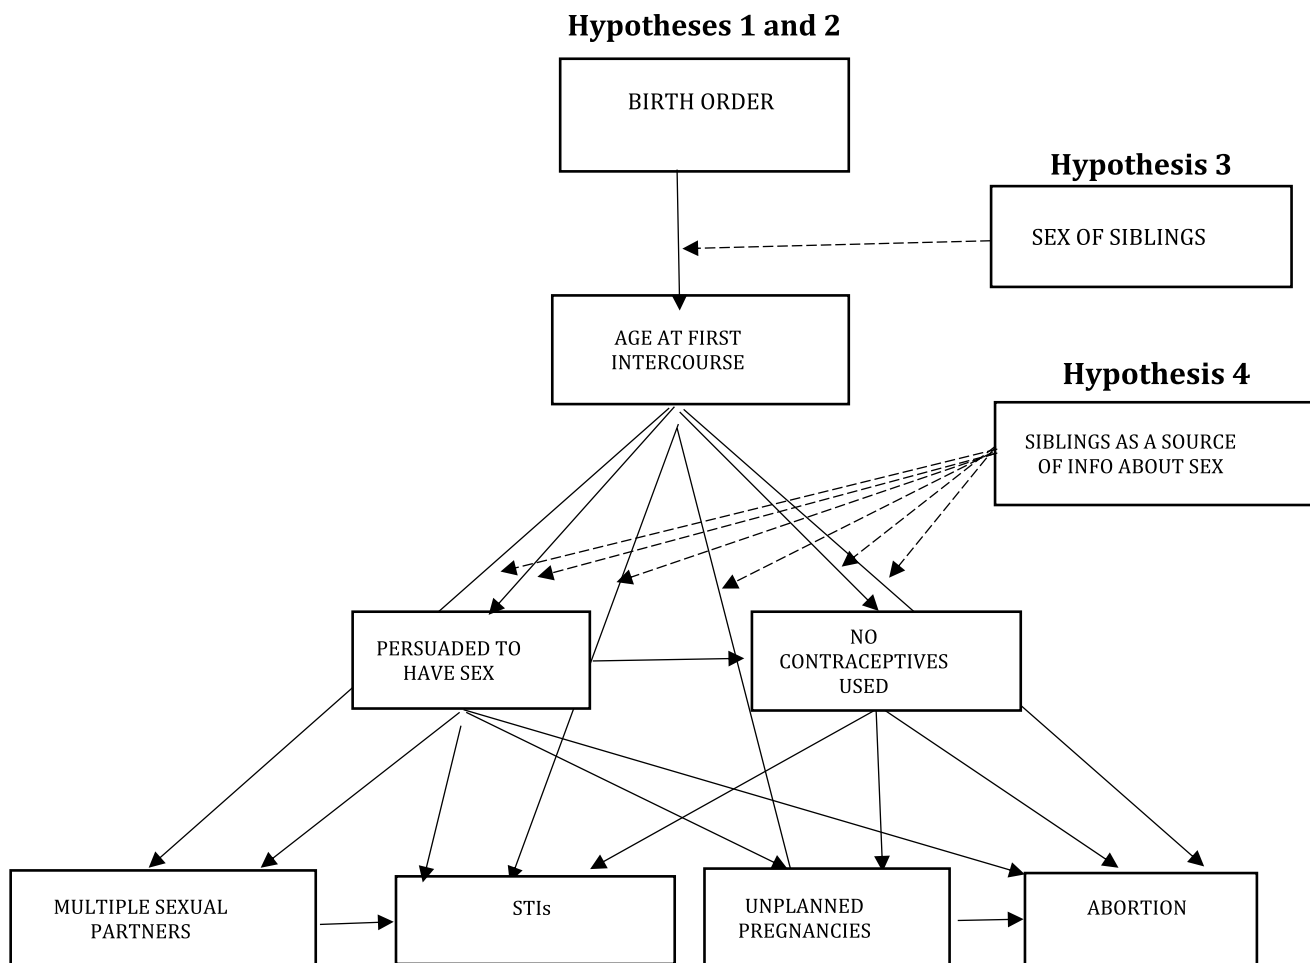 Hypotheses 1 and 2
BIRTH ORDER
Hypothesis 3
SEX OF SIBLINGS
AGE AT FIRST
INTERCOURSE
Hypothesis 4
SIBLINGS AS A SOURCE
OF INFO ABOUT SEX
PERSUADED TO
HAVE SEX
NO
CONTRACEPTIVES
USED
MULTIPLE SEXUAL
PARTNERS
STIs
UNPLANNED
PREGNANCIES
ABORTION